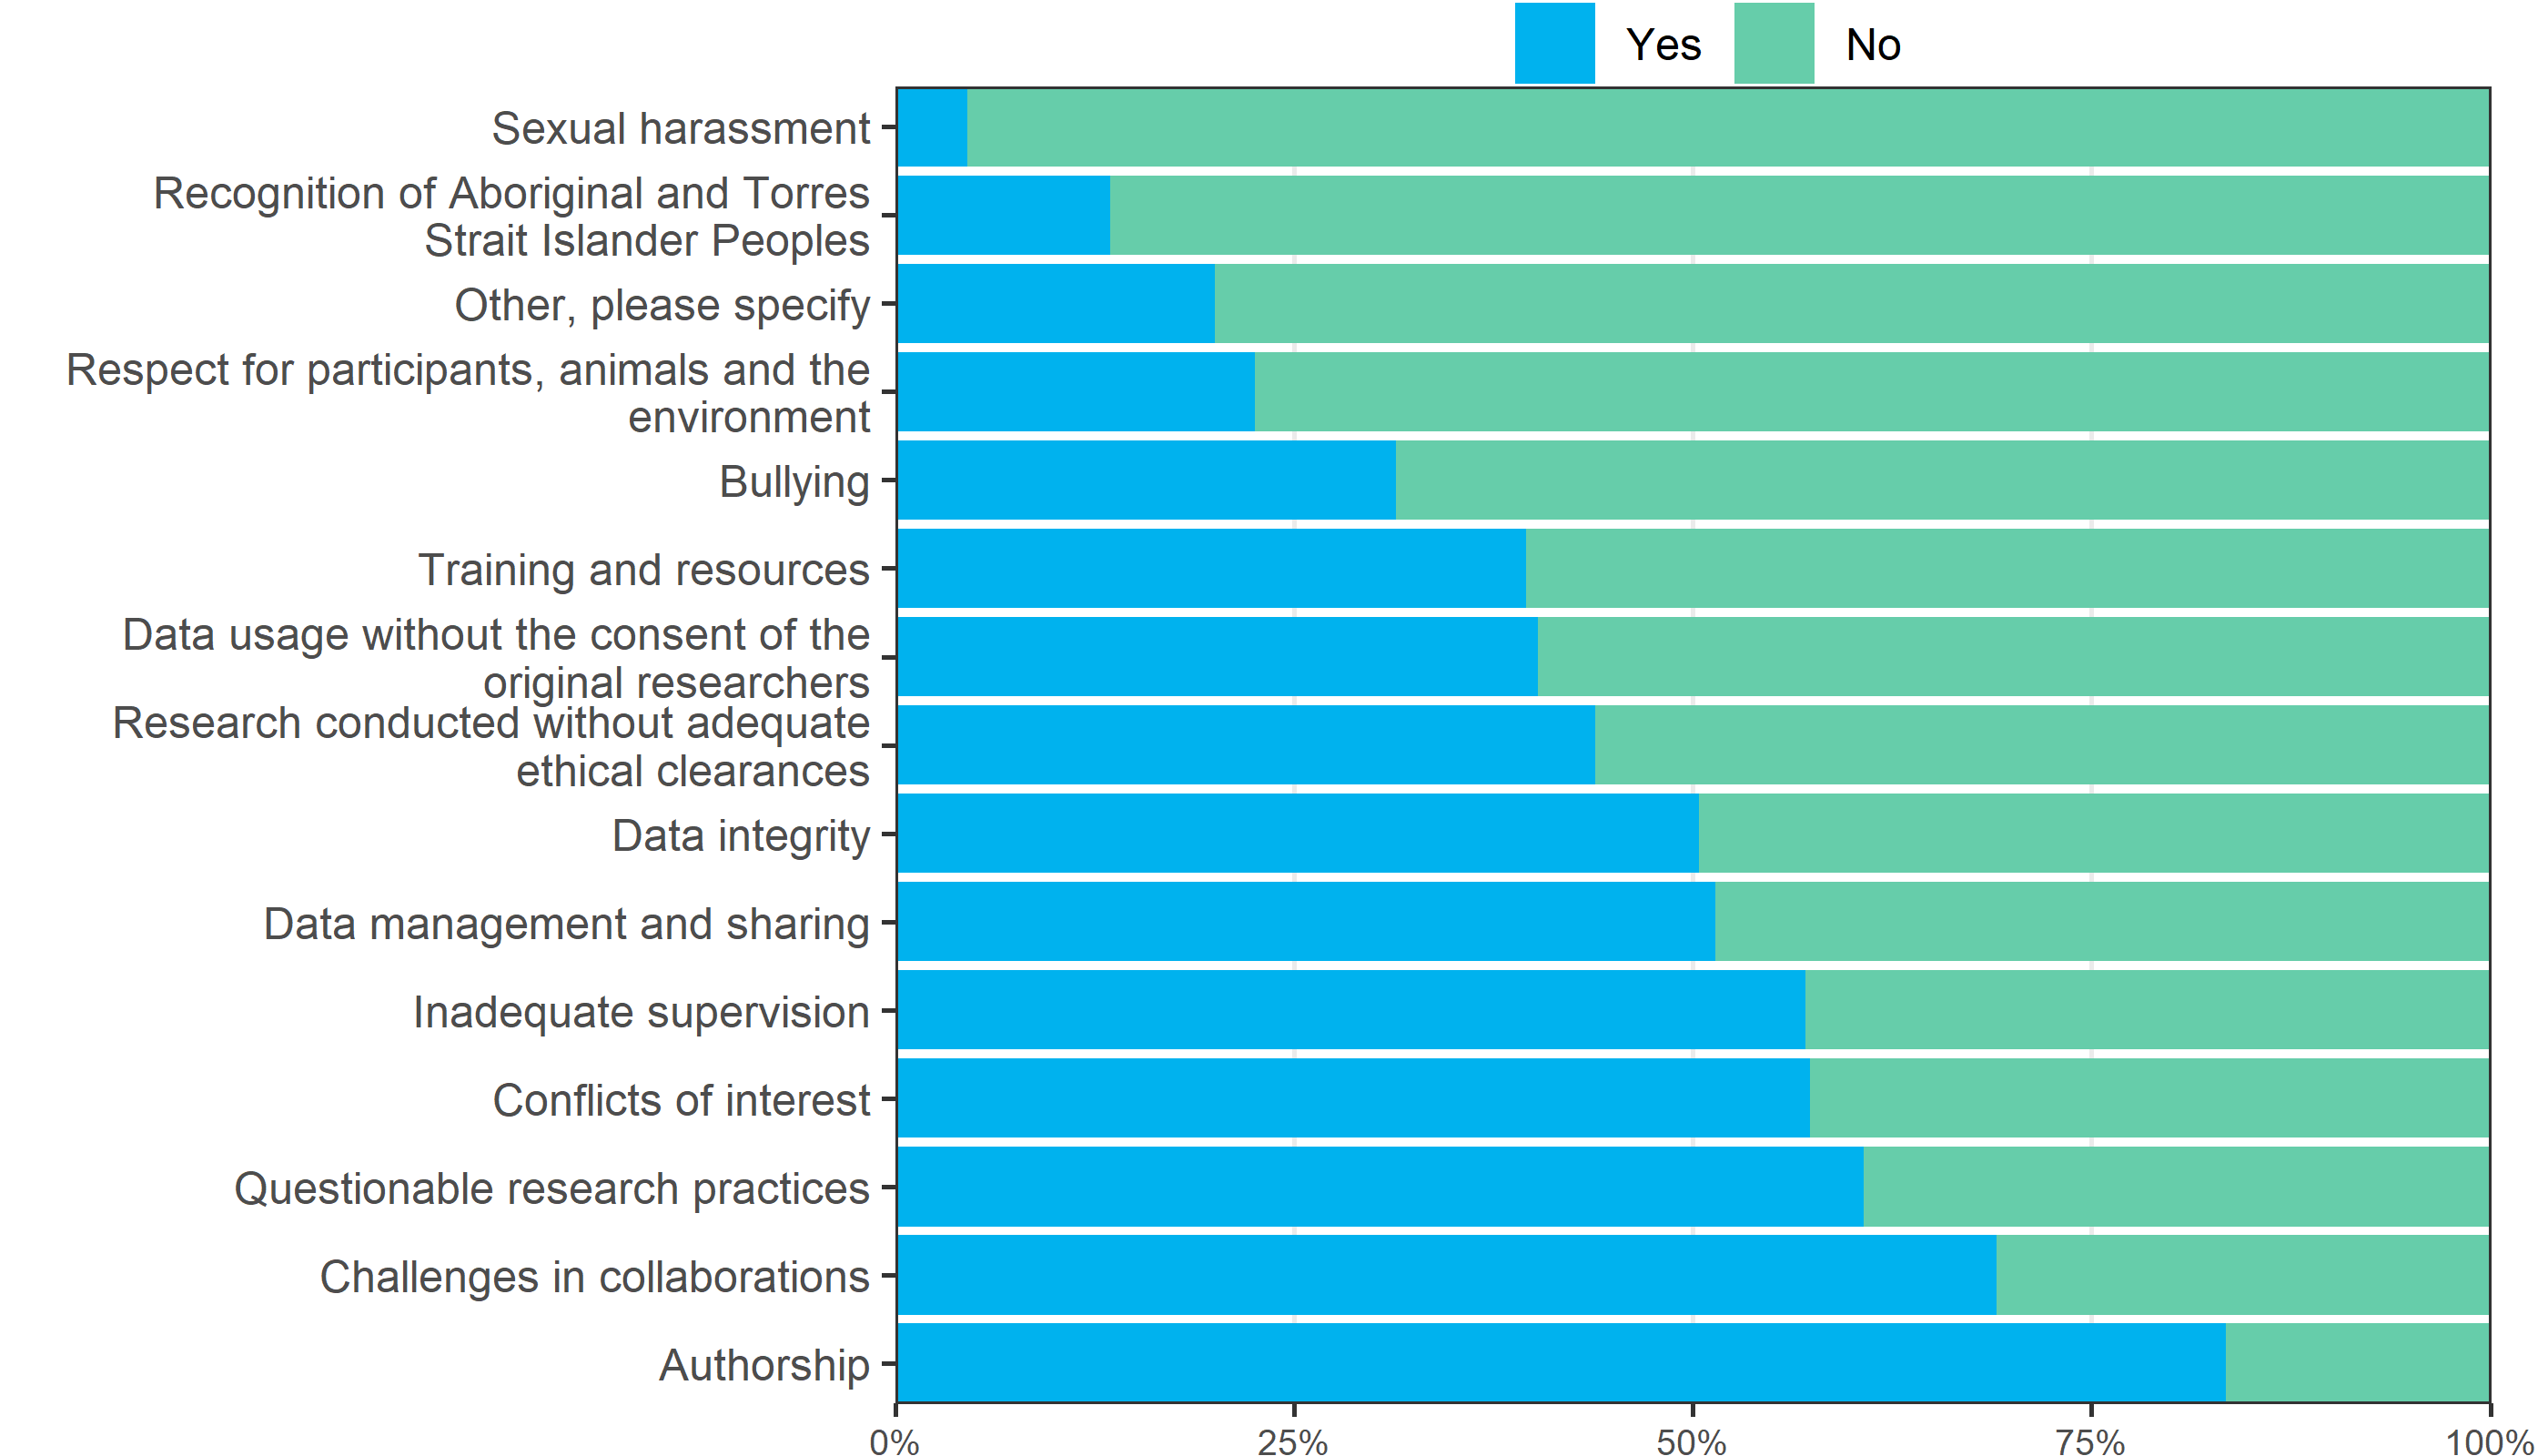 Yes No
Sexual harassment
Recognition of Aboriginal and Torres
Strait Islander Peoples
Other, please specify
Respect for participants, animals and the
environment
Bullying
Training and resources
Data usage without the consent of the
original researchers
Research conducted without adequate
ethical clearances
Data integrity
Data management and sharing
Inadequate supervision
Conflicts of interest
Questionable research practices
Challenges in collaborations
Authorship
0% 25% 50% 75% 100%